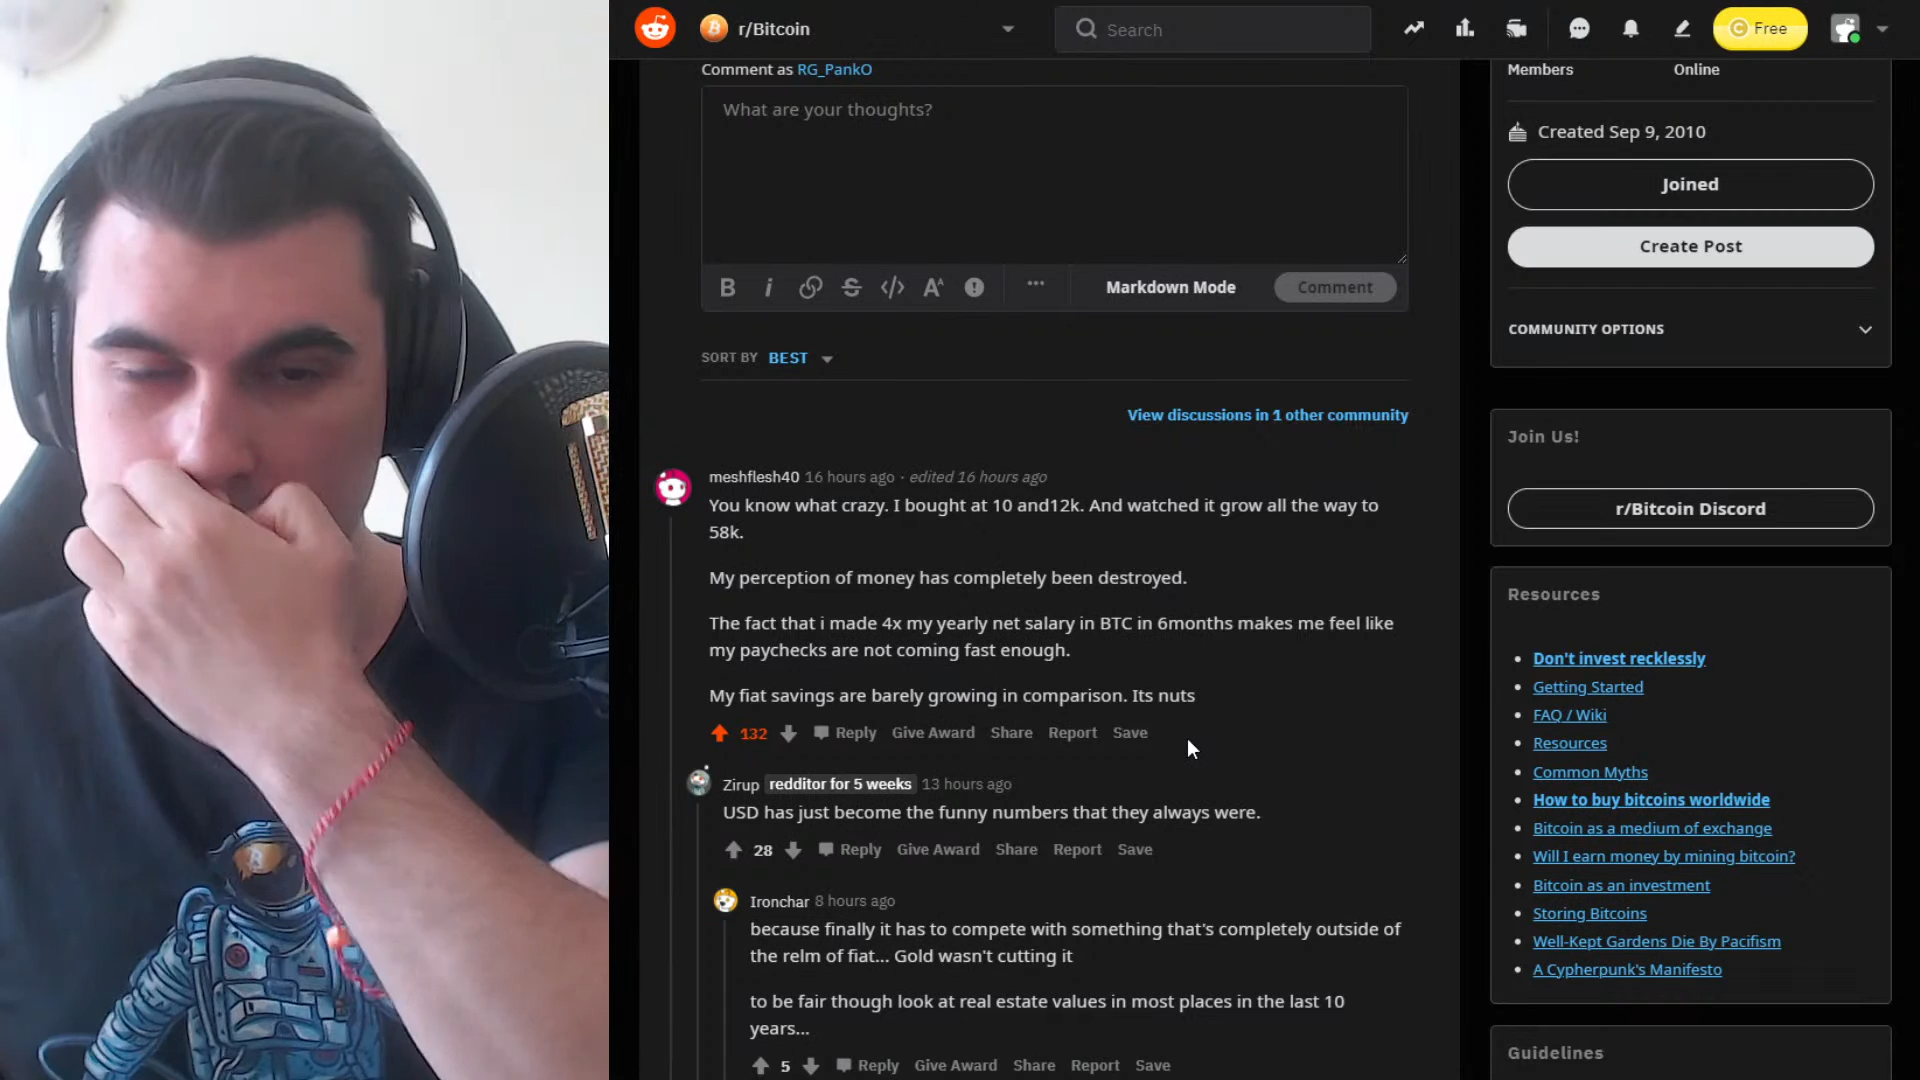 r/Bitcoin
Search
Free
Comment as RG_PankO
What are your thoughts?
B i </> Markdown Mode Comment
SORT BY BEST
View discussions in 1 other community
meshflesh40 16 hours ago · edited 16 hours ago
You know what crazy. I bought at 10 and12k. And watched it grow all the way to
58k.
My perception of money has completely been destroyed.
The fact that i made 4x my yearly net salary in BTC in 6months makes me feel like
my paychecks are not coming fast enough.
My fiat savings are barely growing in comparison. Its nuts
132 Reply Give Award Share Report Save
Zirup redditor for 5 weeks 13 hours ago
USD has just become the funny numbers that they always were.
28 Reply Give Award Share Report Save
Ironchar 8 hours ago
because finally it has to compete with something that's completely outside of
the relm of fiat... Gold wasn't cutting it
to be fair though look at real estate values in most places in the last 10
years...
5 Reply Give Award Share Report Save
Members Online
Created Sep 9, 2010
Joined
Create Post
COMMUNITY OPTIONS
Join Us!
r/Bitcoin Discord
Resources
Don't invest recklessly
Getting Started
FAQ / Wiki
Resources
Common Myths
How to buy bitcoins worldwide
Bitcoin as a medium of exchange
Will I earn money by mining bitcoin?
Bitcoin as an investment
Storing Bitcoins
Well-Kept Gardens Die By Pacifism
A Cypherpunk's Manifesto
Guidelines